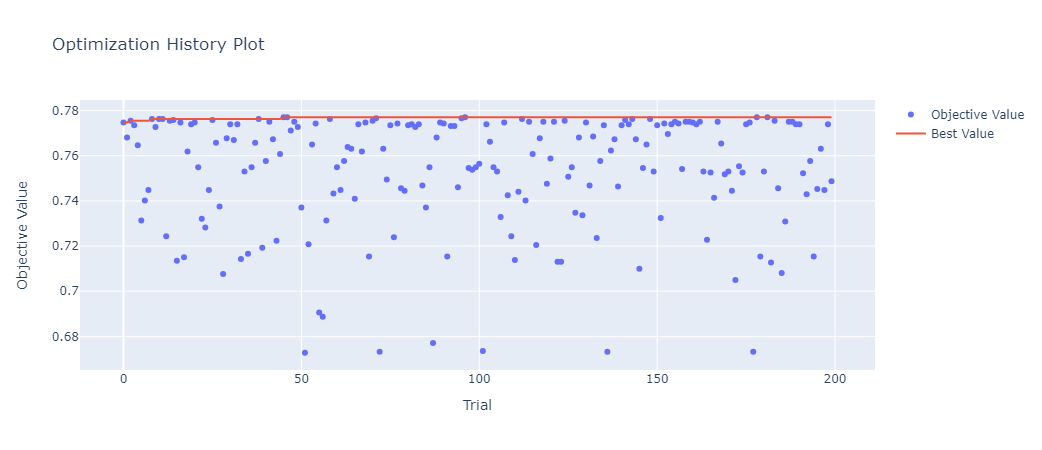 Optimization History Plot
0.78
0.76
0.74
0.72
0.7
0.68
Objective Value
0
50
100
150
200
Trial
Objective Value
Best Value